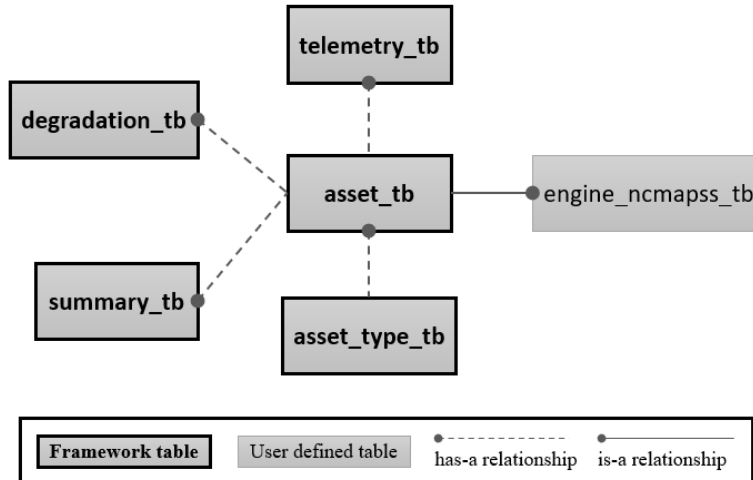 telemetry_tb
degradation_tb
asset_tb
engine_ncmapss_tb
summary_tb
asset_type_tb
Framework table
User defined table
has-a relationship
is-a relationship